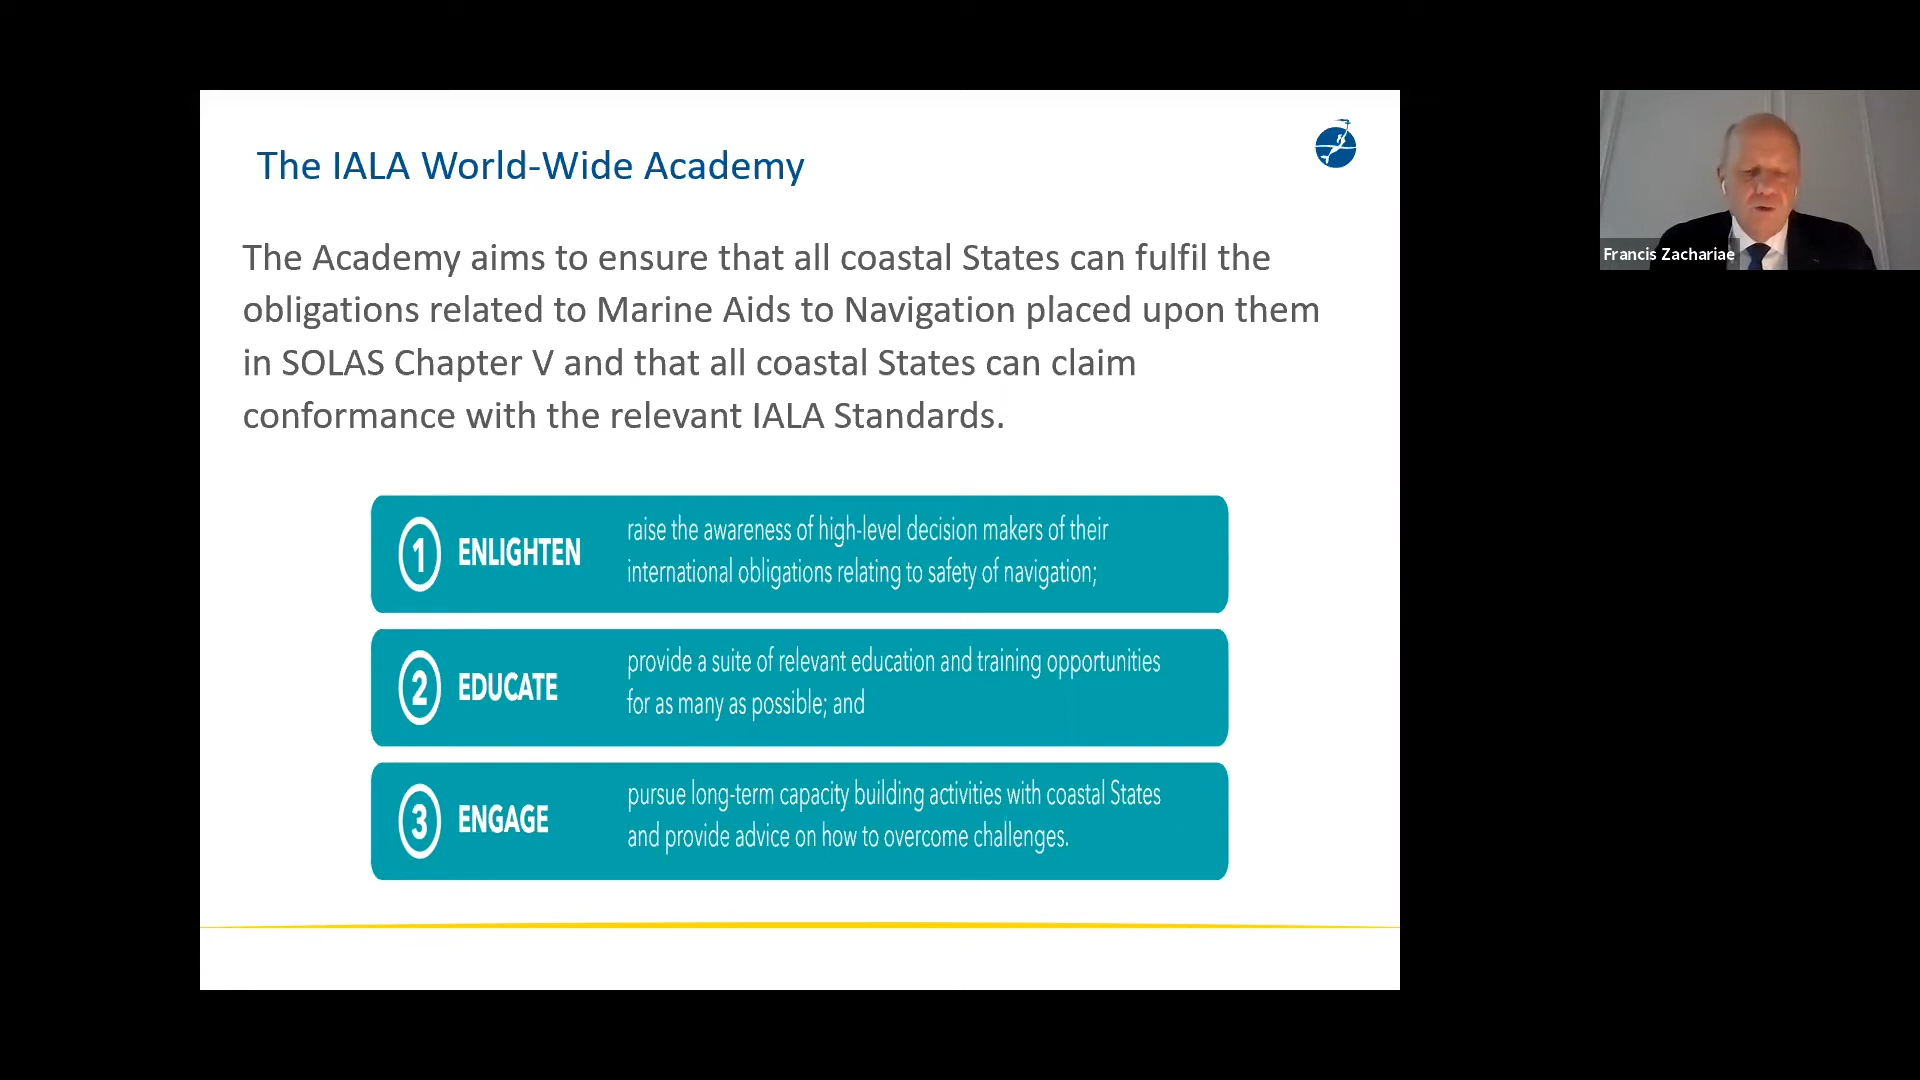 The IALA World-Wide Academy
The Academy aims to ensure that all coastal States can fulfil the
obligations related to Marine Aids to Navigation placed upon them
in SOLAS Chapter V and that all coastal States can claim
conformance with the relevant IALA Standards.
1 ENLIGHTEN
raise the awareness of high-level decision makers of their
international obligations relating to safety of navigation;
2 EDUCATE
provide a suite of relevant education and training opportunities
for as many as possible; and
3 ENGAGE
pursue long-term capacity building activities with coastal States
and provide advice on how to overcome challenges.
Francis Zachariae